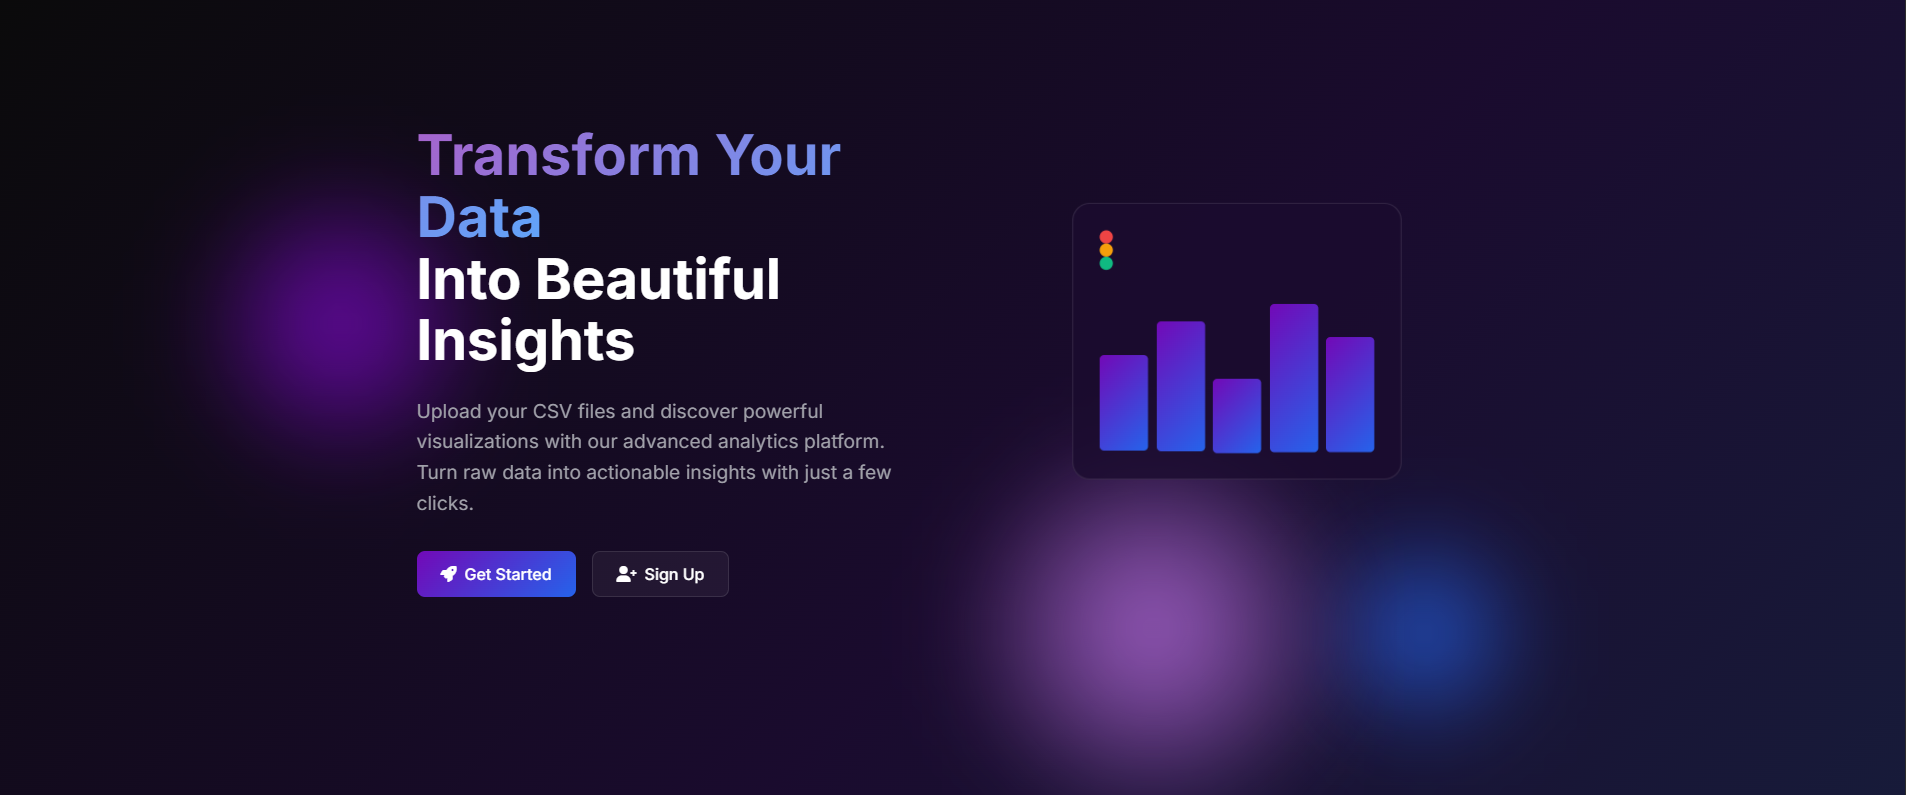 Transform Your
Data
Into Beautiful
Insights
Upload your CSV files and discover powerful
visualizations with our advanced analytics platform.
Turn raw data into actionable insights with just a few
clicks.
Get Started
Sign Up